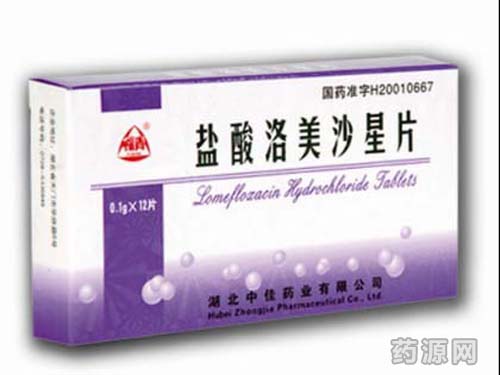 国药准字H20010667
盐酸洛美沙星片
Lomefloxacin Hydrochloride Tablets
0.1g×12片
湖北中佳药业有限公司
Hubei Zhongjia Pharmaceutical Co., Ltd.
药源网